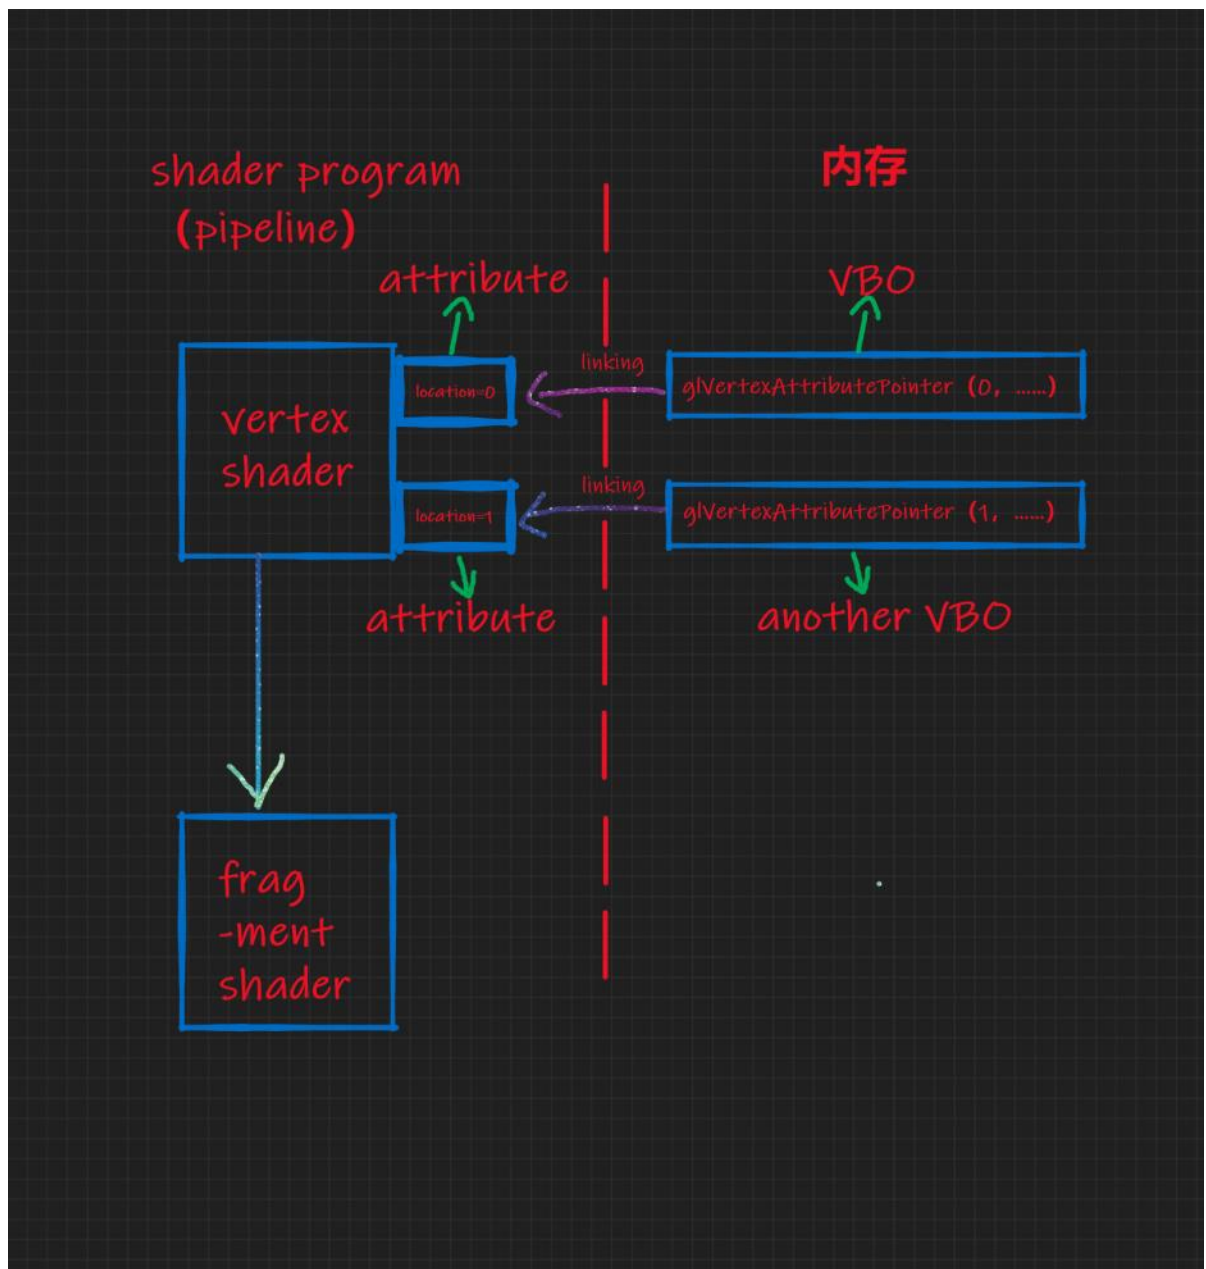 shader program
(pipeline)
内存
attribute
VBO
vertex
shader
location=0
linking
glVertexAttributePointer (0, ......)
location=1
linking
glVertexAttributePointer (1, ......)
attribute
another VBO
frag
-ment
shader